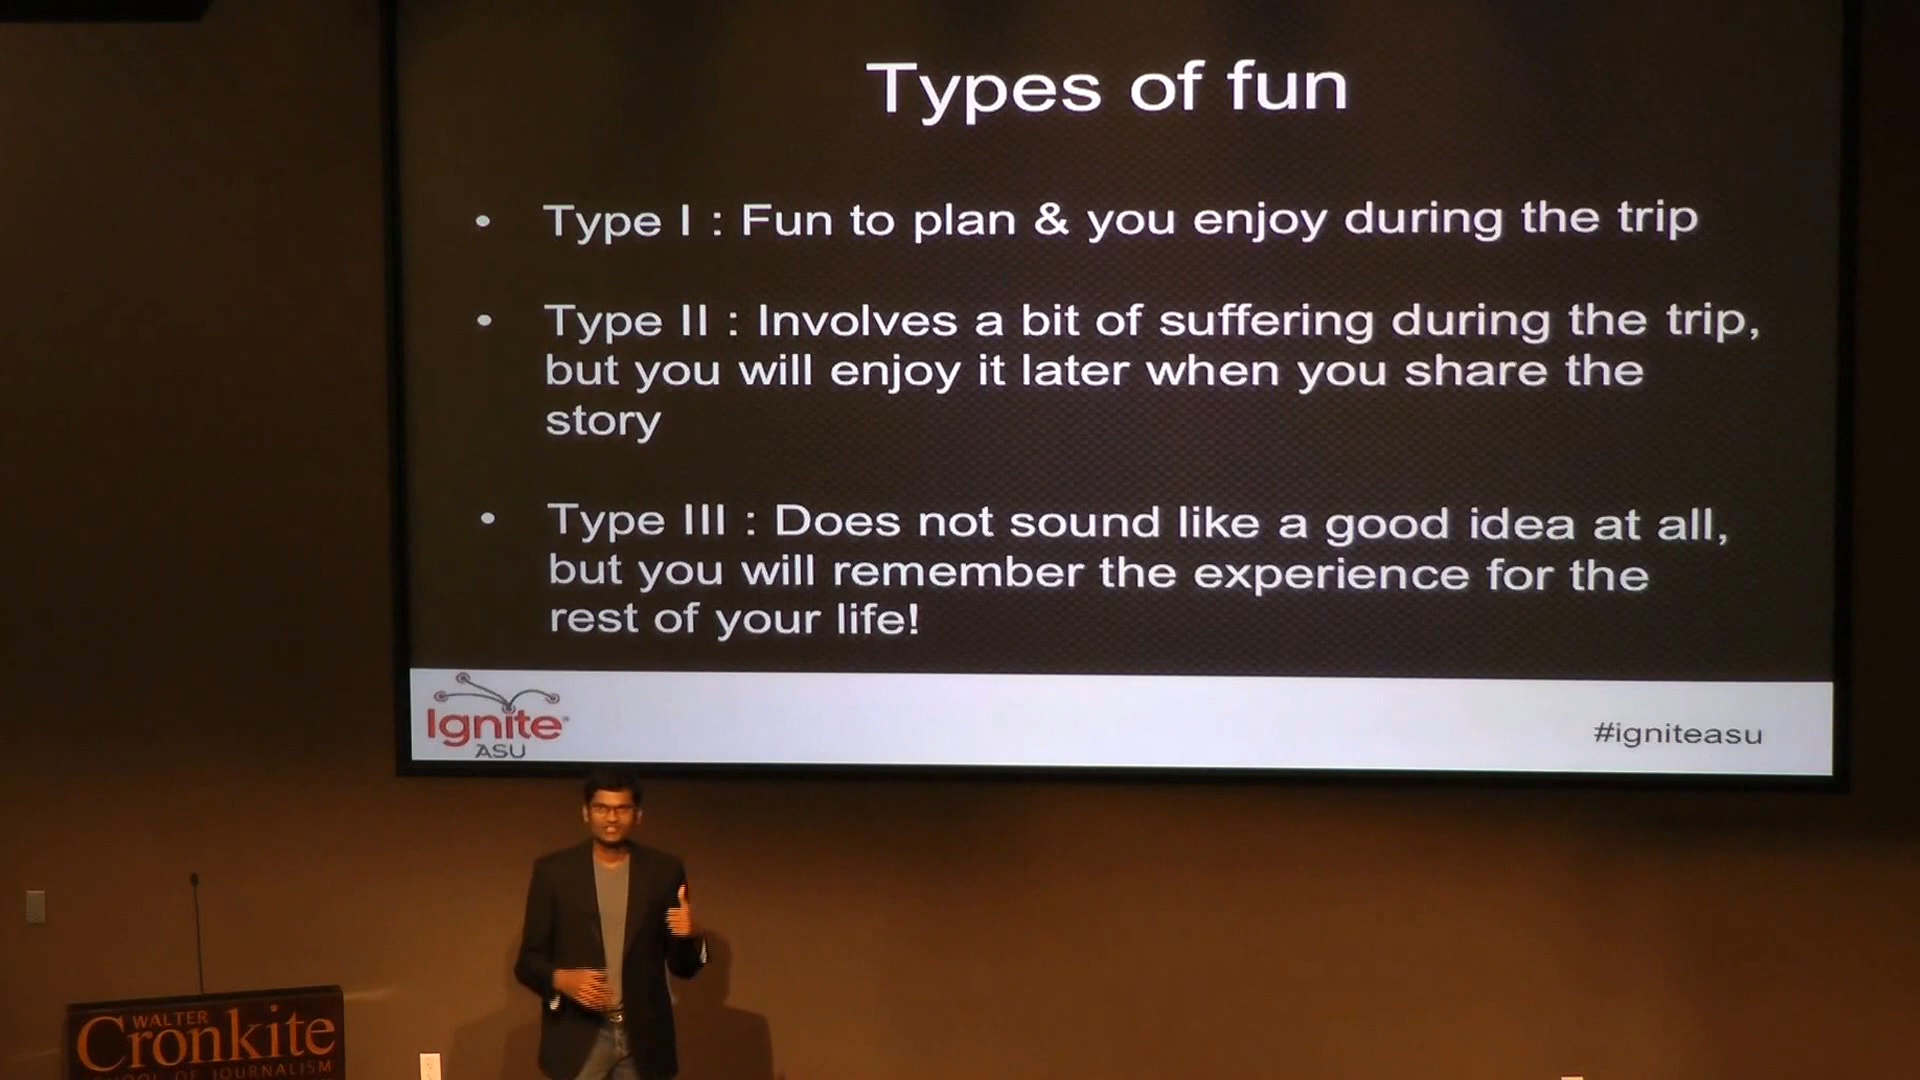 Types of fun
• Type I : Fun to plan & you enjoy during the trip
• Type II : Involves a bit of suffering during the trip,
but you will enjoy it later when you share the
story
• Type III : Does not sound like a good idea at all,
but you will remember the experience for the
rest of your life!
Ignite®
ASU
#igniteasu
WALTER
Cronkite
SCHOOL OF JOURNALISM